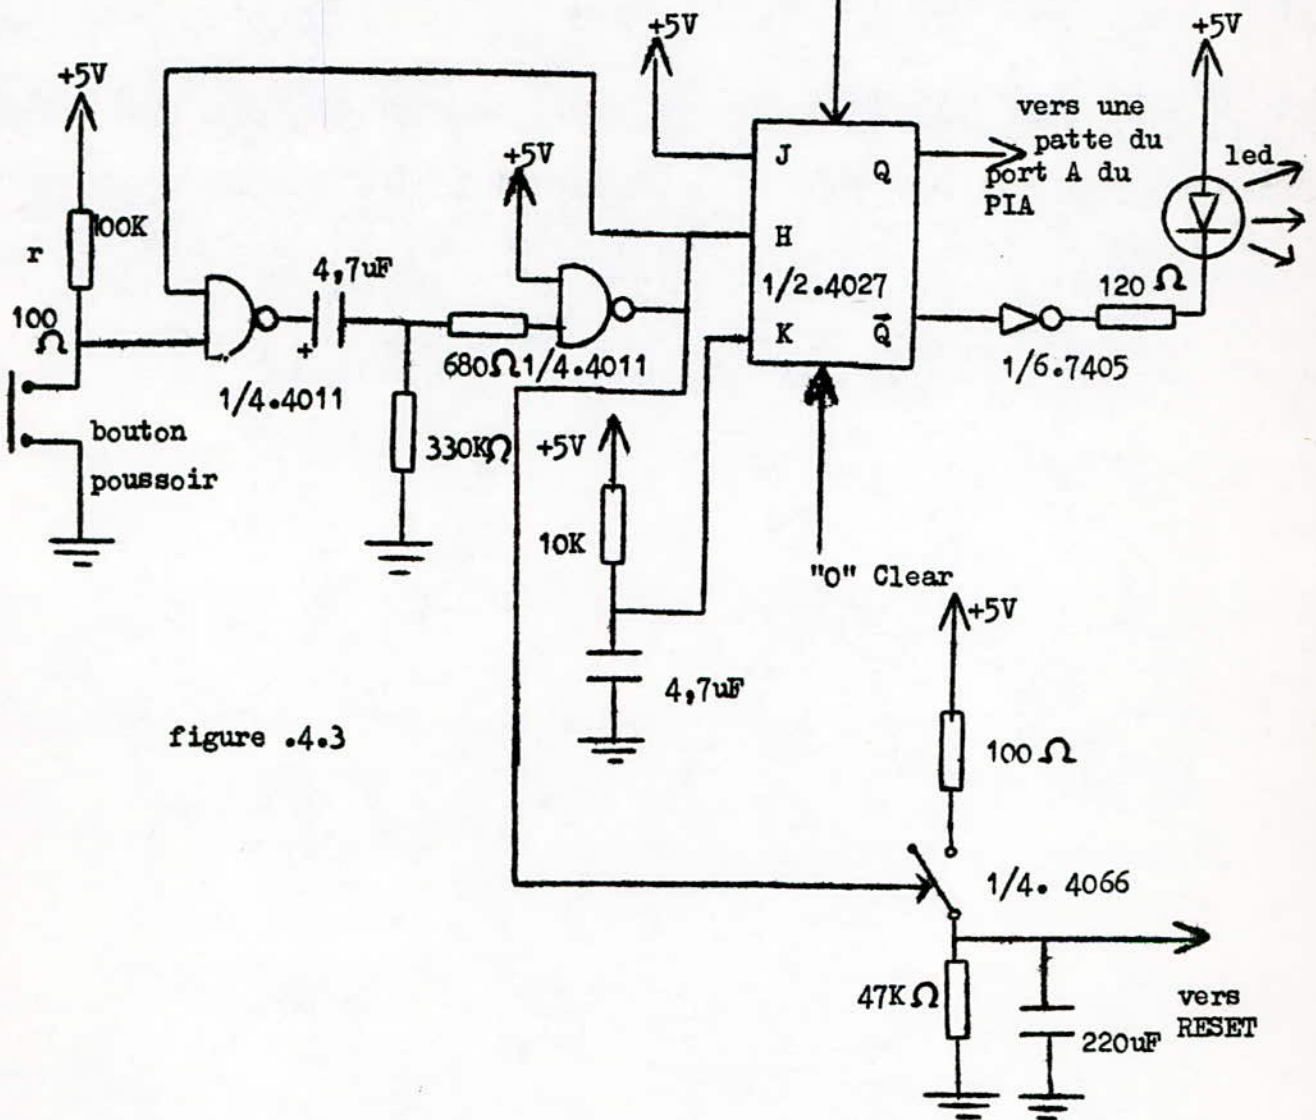 +5V
+5V
+5V
+5V
100K
r
100
Ω
4,7uF
+
1/4.4011
bouton
poussoir
330KΩ
680Ω
1/4.4011
J
Q
H
1/2.4027
K
Q̅
vers une
patte du
port A du
PIA
led
120 Ω
1/6.7405
+5V
10K
4,7uF
"0" Clear
+5V
100 Ω
1/4. 4066
47K Ω
220uF
vers
RESET
figure .4.3